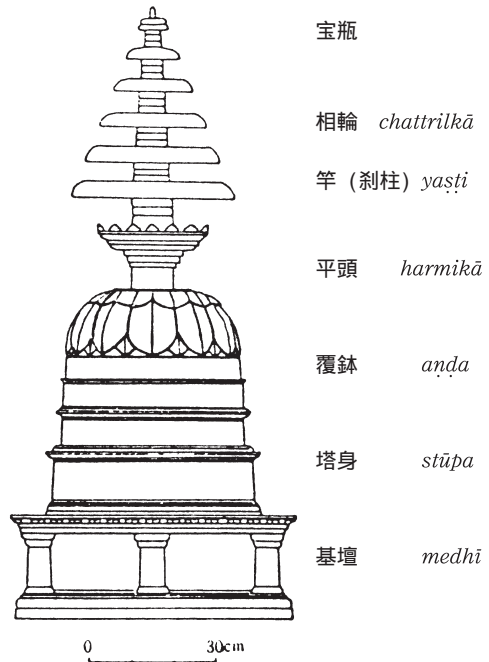 宝瓶
相輪 chattrilkā
竿（刹柱）yaṣṭi
平頭 harmikā
覆鉢 aṇḍa
塔身 stūpa
基壇 medhī
0 30cm